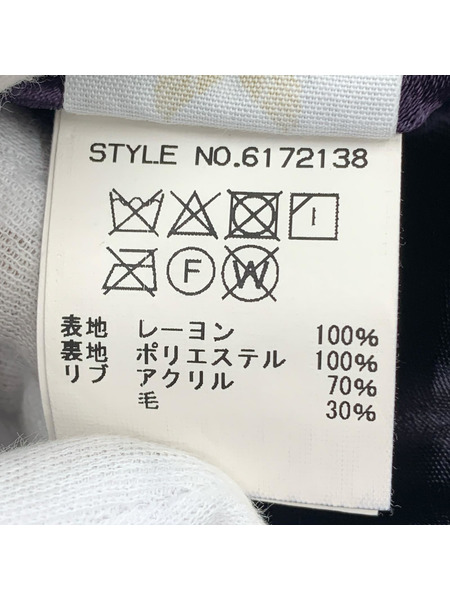 STYLE NO.6172138
F W
表地 レーヨン 100%
裏地 ポリエステル 100%
リブ アクリル 70%
毛 30%